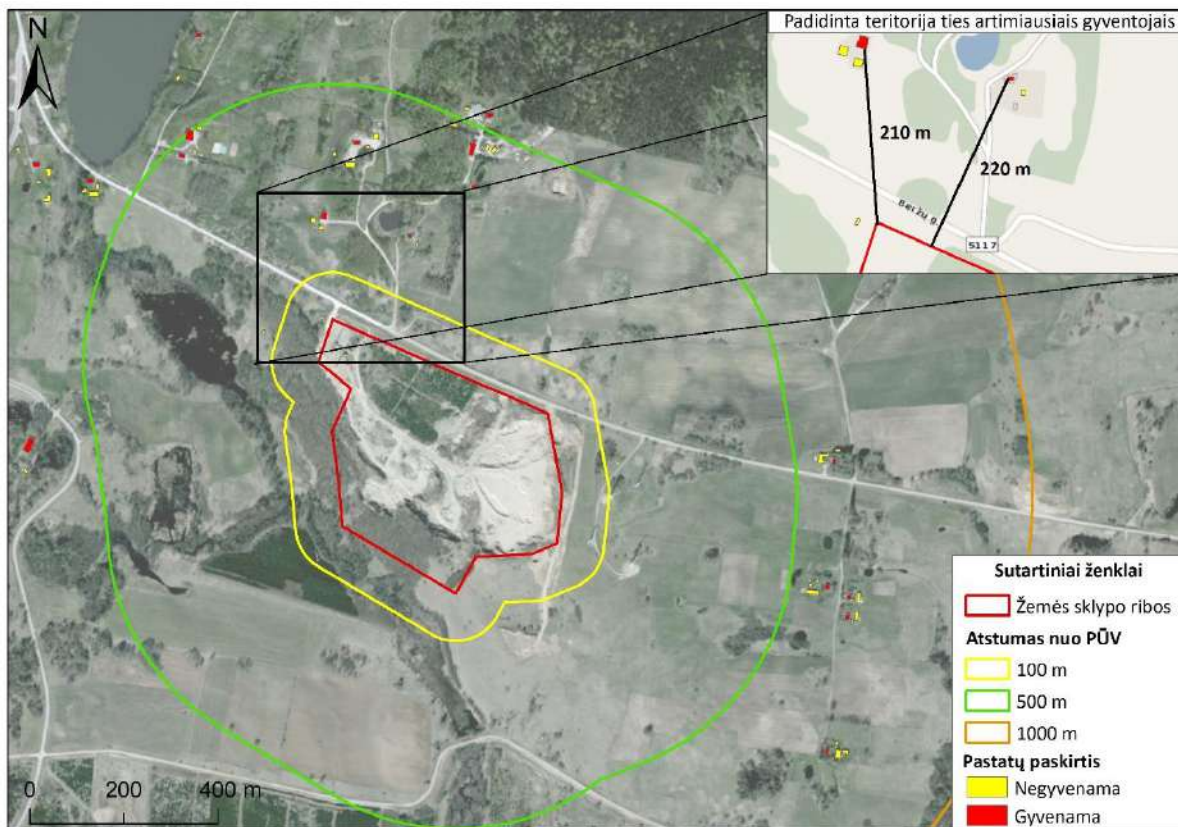 N
Padidinta teritorija ties artimiausiais gyventojais
210 m
220 m
Beržų g.
5117
0 200 400 m
Sutartiniai ženklai
Žemės sklypo ribos
Atstumas nuo PŪV
100 m
500 m
1000 m
Pastatų paskirtis
Negyvenama
Gyvenama